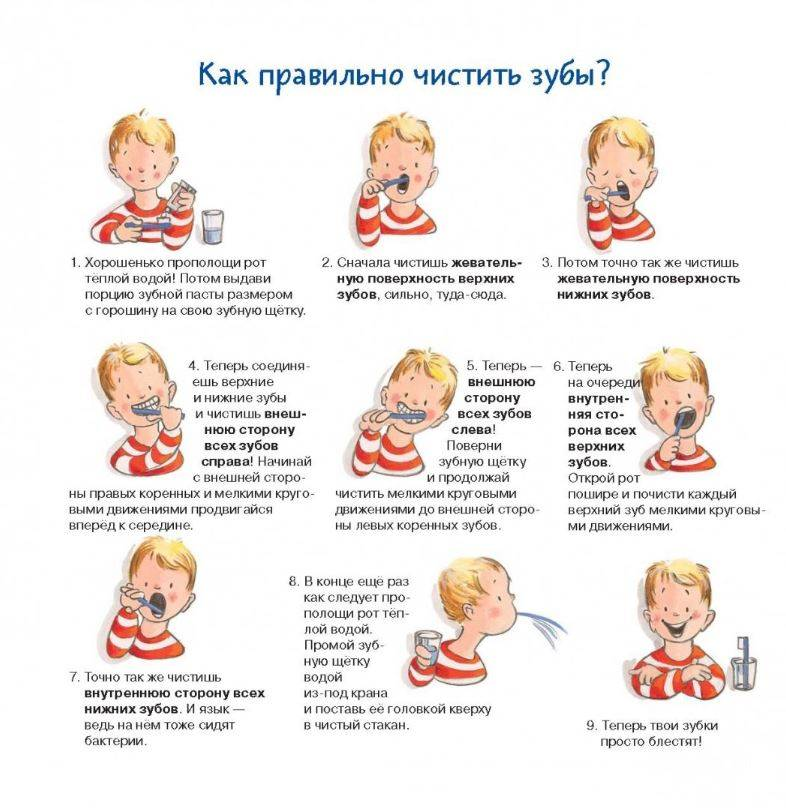 Как правильно чистить зубы?
1. Хорошенько прополощи рот
тёплой водой! Потом выдави
порцию зубной пасты размером
с горошину на свою зубную щётку.
2. Сначала чистишь жеватель-
ную поверхность верхних
зубов, сильно, туда-сюда.
3. Потом точно так же чистишь
жевательную поверхность
нижних зубов.
4. Теперь соединя-
ешь верхние
и нижние зубы
и чистишь внеш-
нюю сторону
всех зубов
справа! Начинай
с внешней сторо-
ны правых коренных и мелкими круго-
выми движениями продвигайся
вперёд к середине.
5. Теперь —
внешнюю
сторону
всех зубов
слева!
Поверни
зубную щётку
и продолжай
чистить мелкими круговыми
движениями до внешней сторо-
ны левых коренных зубов.
6. Теперь
на очереди
внутрен-
няя сто-
рона всех
верхних
зубов.
Открой рот
пошире и почисти каждый
верхний зуб мелкими круговы-
ми движениями.
7. Точно так же чистишь
внутреннюю сторону всех
нижних зубов. И язык —
ведь на нём тоже сидят
бактерии.
8. В конце ещё раз
как следует про-
полощи рот тёп-
лой водой.
Промой зуб-
ную щётку
водой
из-под крана
и поставь её головкой кверху
в чистый стакан.
9. Теперь твои зубки
просто блестят!